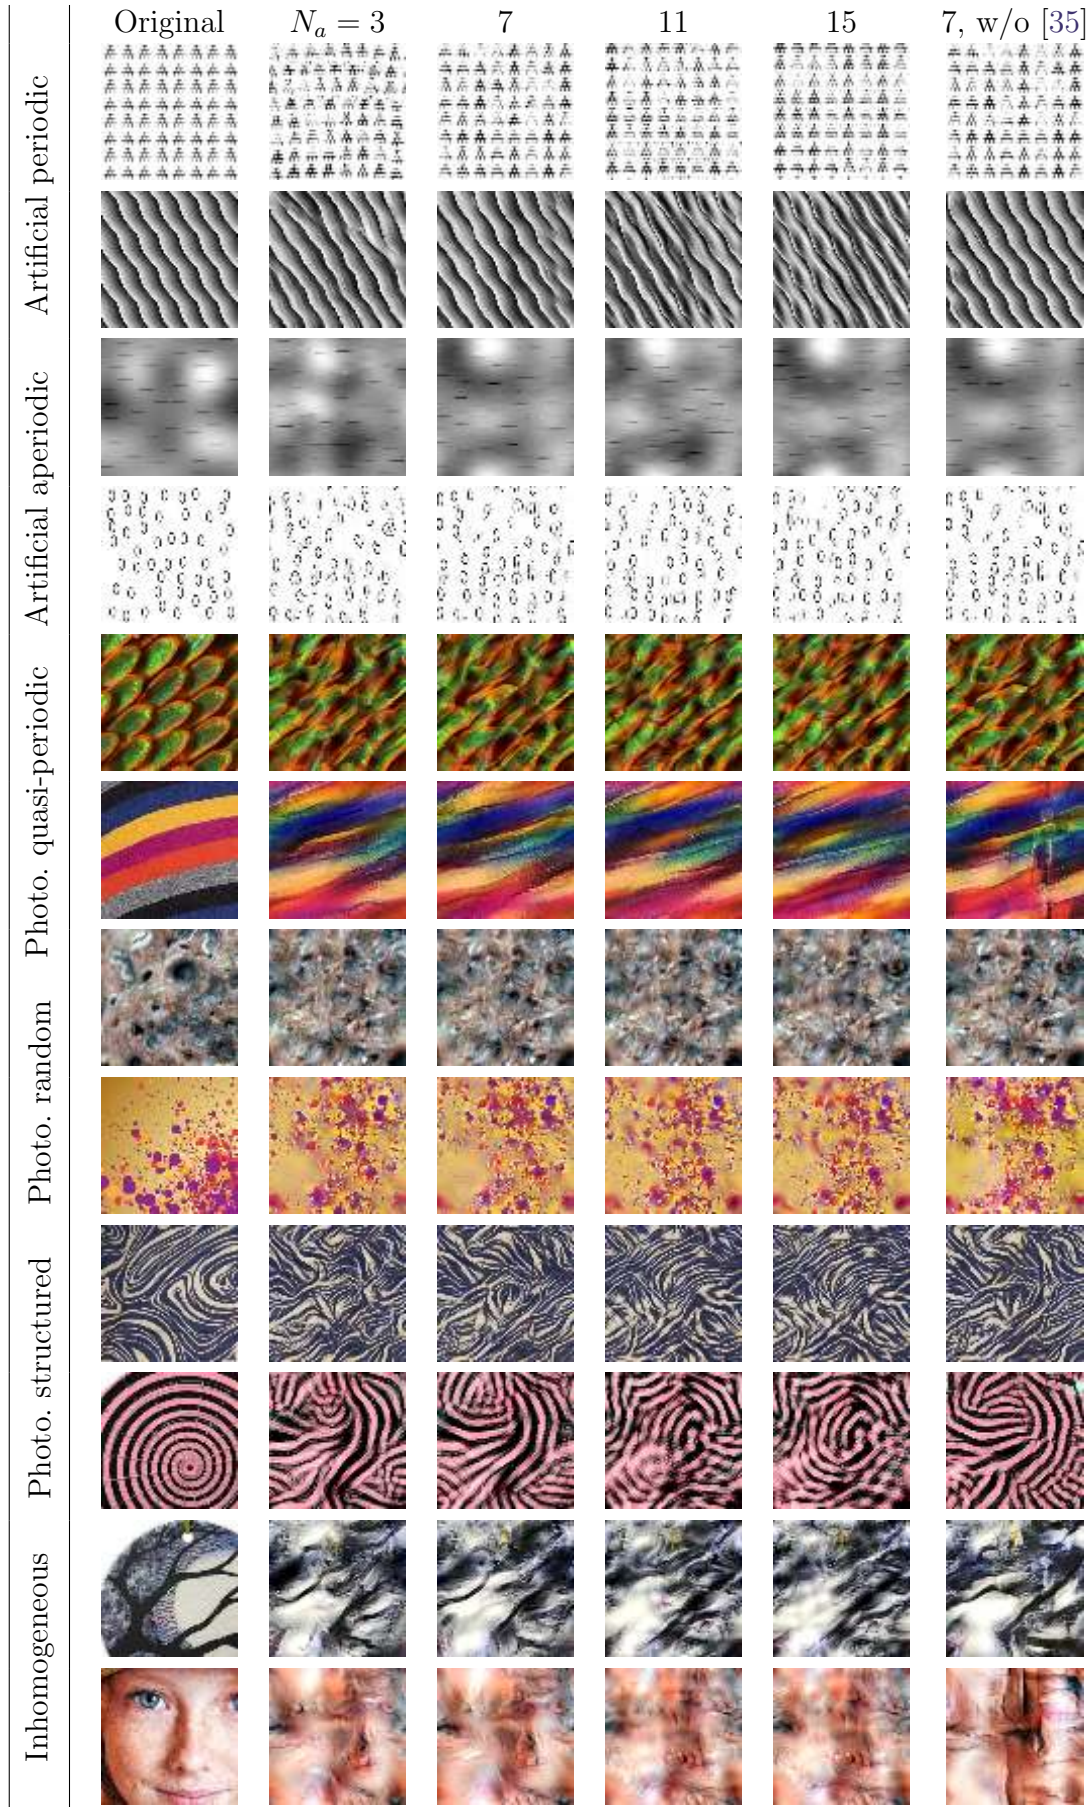 Original N_a = 3 7 11 15 7, w/o [35]
Artificial periodic
Artificial aperiodic
Photo. quasi-periodic
Photo. random
Photo. structured
Inhomogeneous